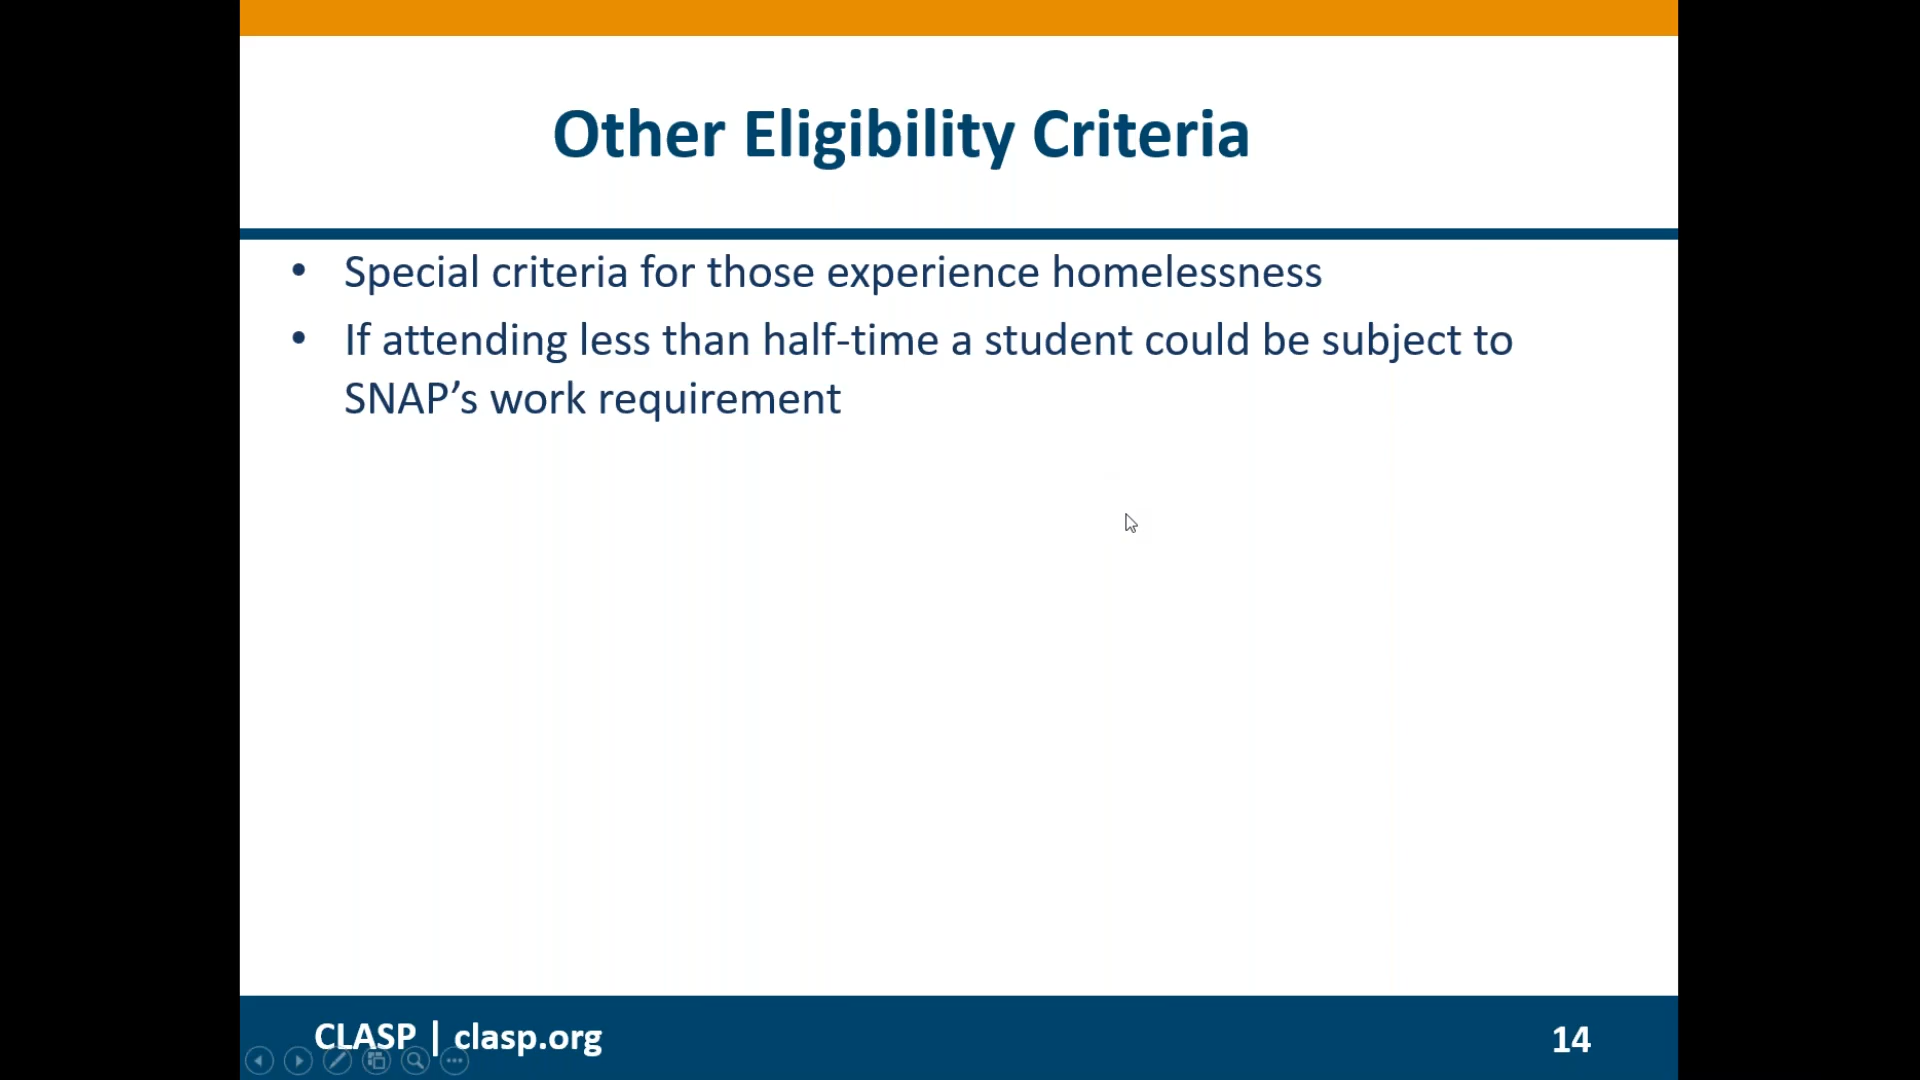 Other Eligibility Criteria
• Special criteria for those experience homelessness
• If attending less than half-time a student could be subject to
SNAP’s work requirement
CLASP | clasp.org
14